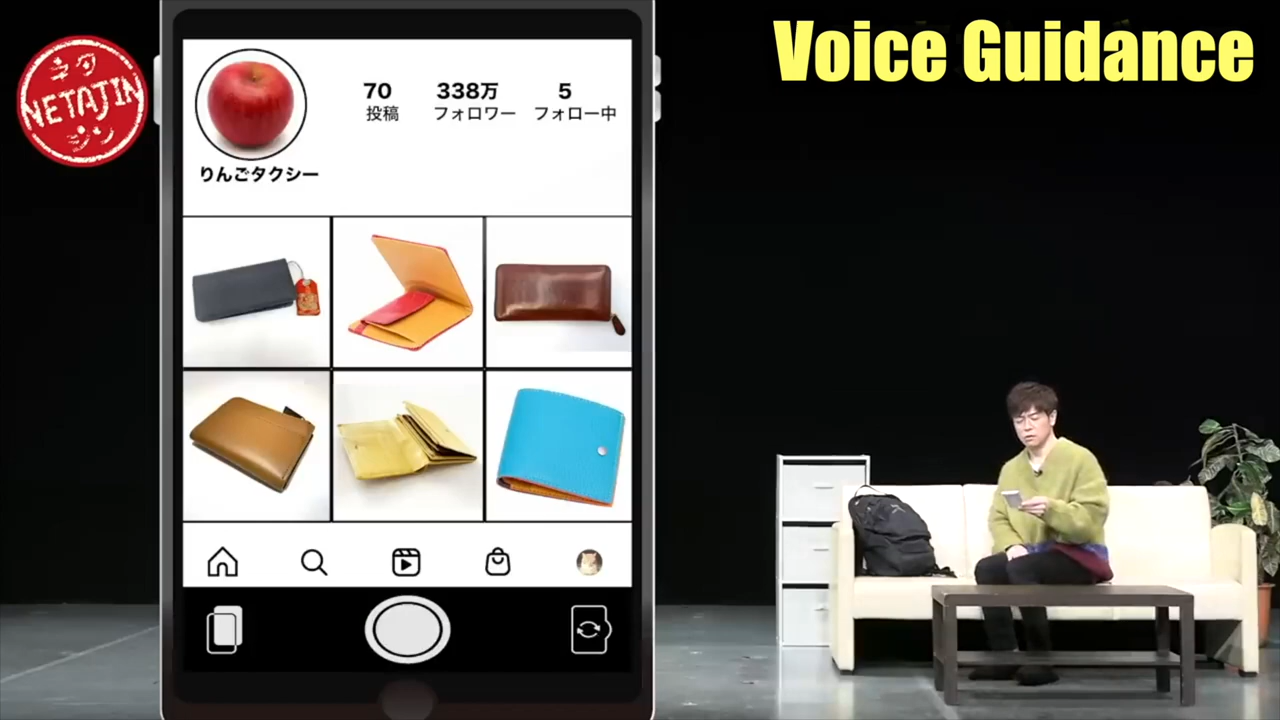 ネタ
NETAJIN
ジン
Voice Guidance
70
338万
5
投稿
フォロワー
フォロー中
りんごタクシー